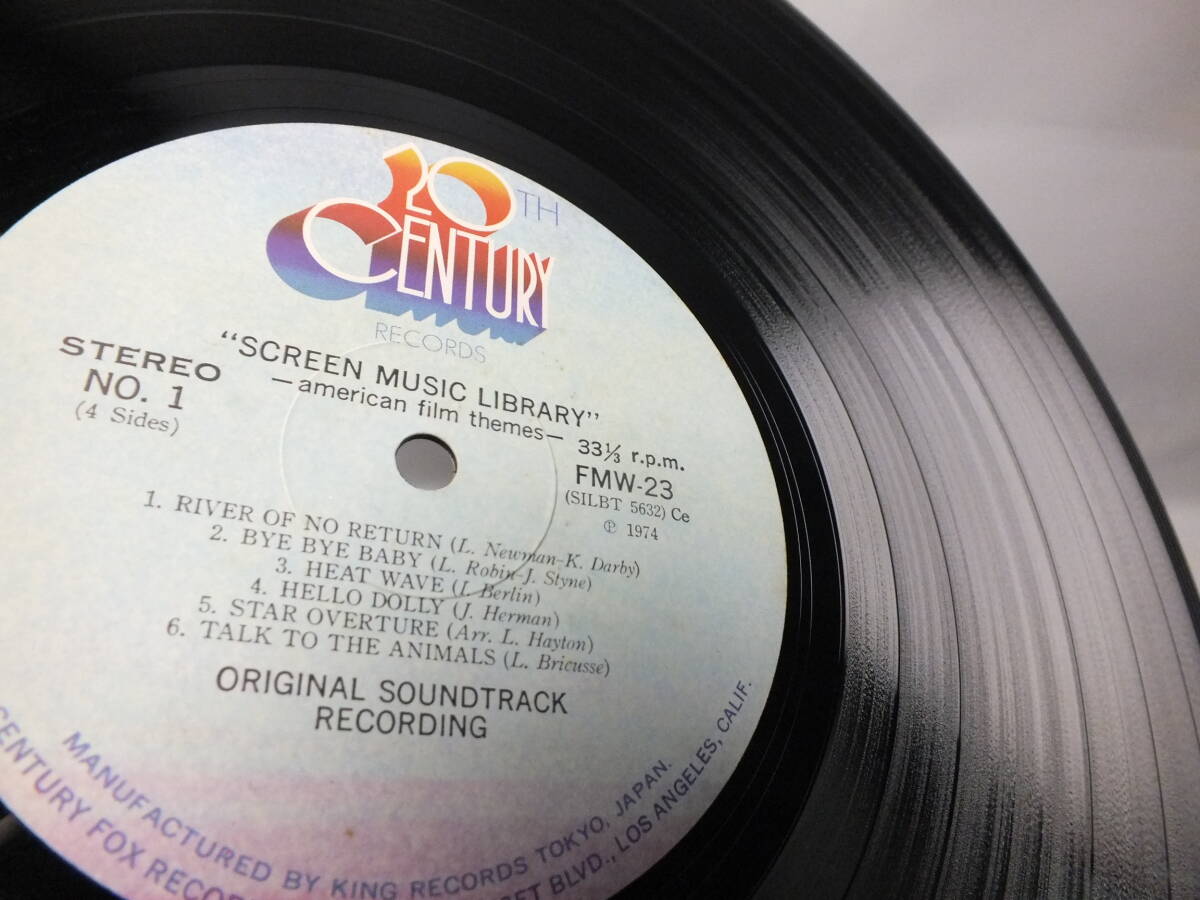 20TH
CENTURY
RECORDS
"SCREEN MUSIC LIBRARY"
—american film themes—
STEREO
NO. 1
(4 Sides)
33⅓ r.p.m.
FMW-23
(SILBT 5632) Ce
℗ 1974
1. RIVER OF NO RETURN (L. Newman-K. Darby)
2. BYE BYE BABY (L. Robin-J. Styne)
3. HEAT WAVE (I. Berlin)
4. HELLO DOLLY (J. Herman)
5. STAR OVERTURE (Arr. L. Hayton)
6. TALK TO THE ANIMALS (L. Bricusse)
ORIGINAL SOUNDTRACK
RECORDING
MANUFACTURED BY KING RECORDS TOKYO, JAPAN.
CENTURY FOX RECOR BLVD., LOS ANGELES, CALIF.